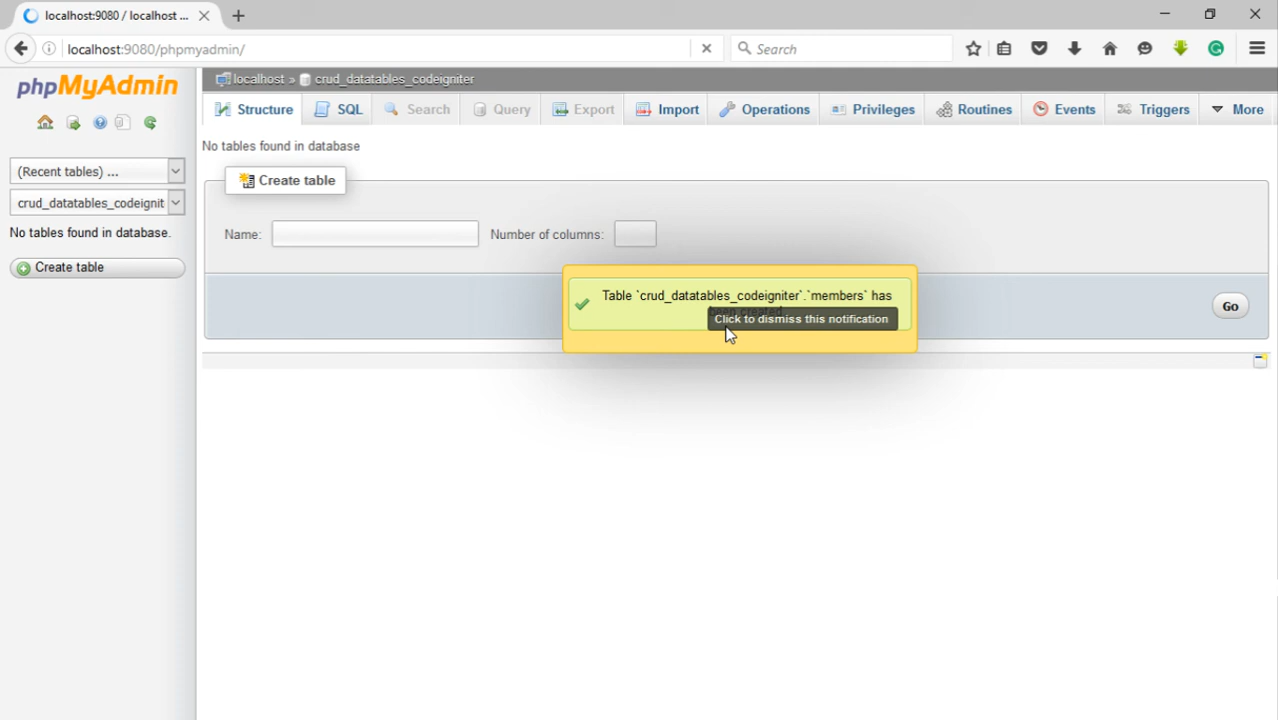 localhost:9080 / localhost ...
localhost:9080/phpmyadmin/
Search
phpMyAdmin
(Recent tables) ...
crud_datatables_codeignit
No tables found in database.
Create table
localhost » crud_datatables_codeigniter
Structure SQL Search Query Export Import Operations Privileges Routines Events Triggers More
No tables found in database
Create table
Name: Number of columns:
Table `crud_datatables_codeigniter`.`members` has
been created.
Click to dismiss this notification
Go